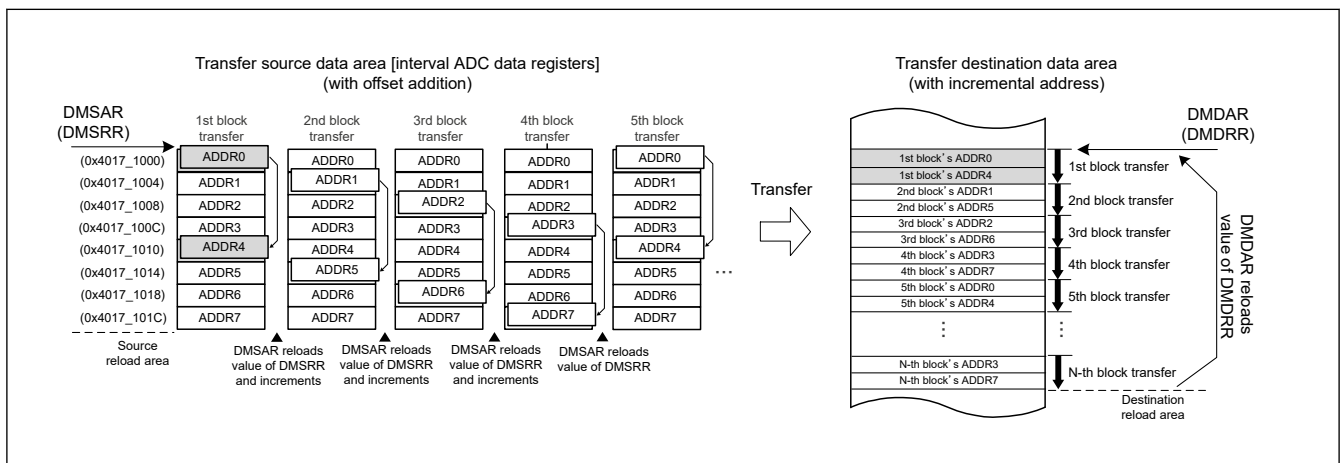 Transfer source data area [interval ADC data registers]
(with offset addition)
DMSAR
(DMSRR)
1st block
transfer
2nd block
transfer
3rd block
transfer
4th block
transfer
5th block
transfer
(0x4017_1000)
ADDR0
ADDR0
ADDR0
ADDR0
ADDR0
(0x4017_1004)
ADDR1
ADDR1
ADDR1
ADDR1
ADDR1
(0x4017_1008)
ADDR2
ADDR2
ADDR2
ADDR2
ADDR2
(0x4017_100C)
ADDR3
ADDR3
ADDR3
ADDR3
ADDR3
(0x4017_1010)
ADDR4
ADDR4
ADDR4
ADDR4
ADDR4
(0x4017_1014)
ADDR5
ADDR5
ADDR5
ADDR5
ADDR5
(0x4017_1018)
ADDR6
ADDR6
ADDR6
ADDR6
ADDR6
(0x4017_101C)
ADDR7
ADDR7
ADDR7
ADDR7
ADDR7
...
Source
reload area
DMSAR reloads
value of DMSRR
and increments
DMSAR reloads
value of DMSRR
and increments
DMSAR reloads
value of DMSRR
and increments
DMSAR reloads
value of DMSRR
Transfer
Transfer destination data area
(with incremental address)
DMDAR
(DMDRR)
1st block's ADDR0
1st block's ADDR4
2nd block's ADDR1
2nd block's ADDR5
3rd block's ADDR2
3rd block's ADDR6
4th block's ADDR3
4th block's ADDR7
5th block's ADDR0
5th block's ADDR4
N-th block's ADDR3
N-th block's ADDR7
1st block transfer
2nd block transfer
3rd block transfer
4th block transfer
5th block transfer
N-th block transfer
Destination
reload area
DMDAR reloads
value of DMDRR